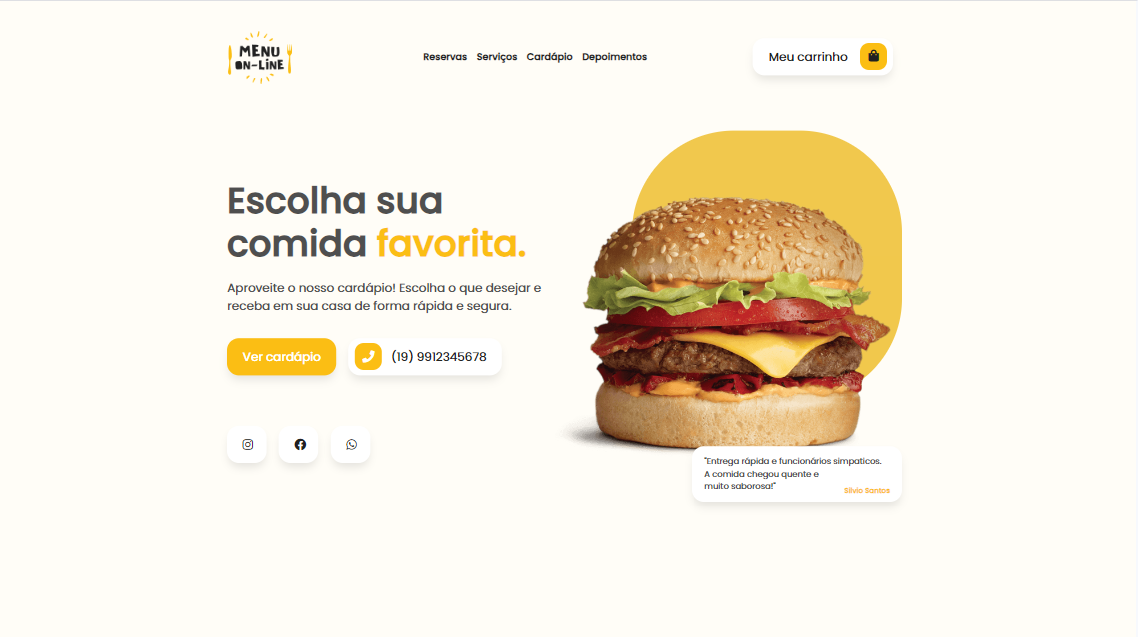 MENU
ON-LINE
Reservas Serviços Cardápio Depoimentos
Meu carrinho
Escolha sua
comida favorita.
Aproveite o nosso cardápio! Escolha o que desejar e
receba em sua casa de forma rápida e segura.
Ver cardápio
(19) 9912345678
"Entrega rápida e funcionários simpaticos.
A comida chegou quente e
muito saborosa!"
Silvio Santos